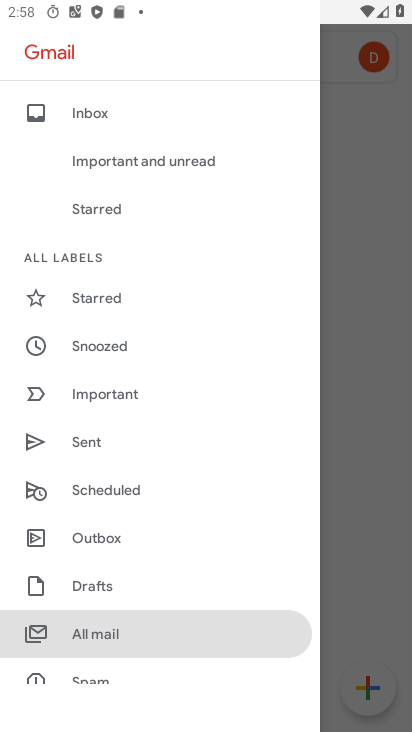 2:58
Gmail
D
Inbox
Important and unread
Starred
ALL LABELS
Starred
Snoozed
Important
Sent
Scheduled
Outbox
Drafts
All mail
Spam